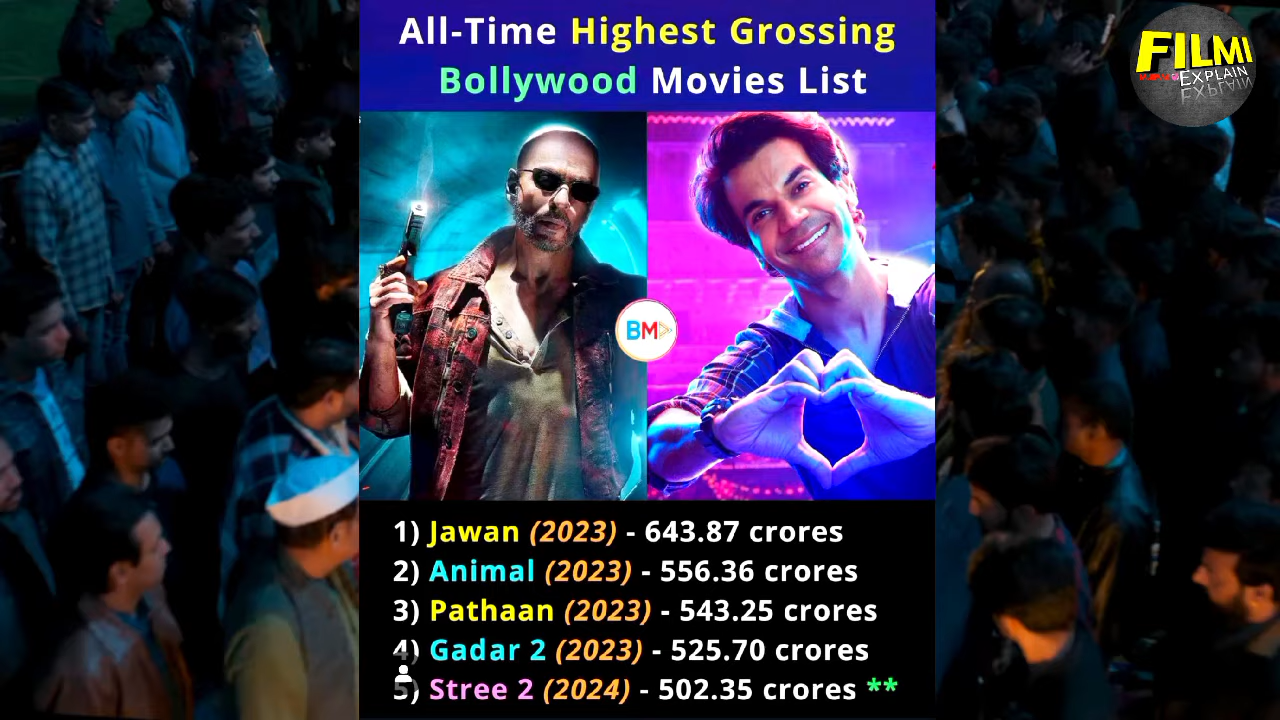 All-Time Highest Grossing
Bollywood Movies List
FILMI
EXPLAIN
BM
1) Jawan (2023) - 643.87 crores
2) Animal (2023) - 556.36 crores
3) Pathaan (2023) - 543.25 crores
4) Gadar 2 (2023) - 525.70 crores
5) Stree 2 (2024) - 502.35 crores **